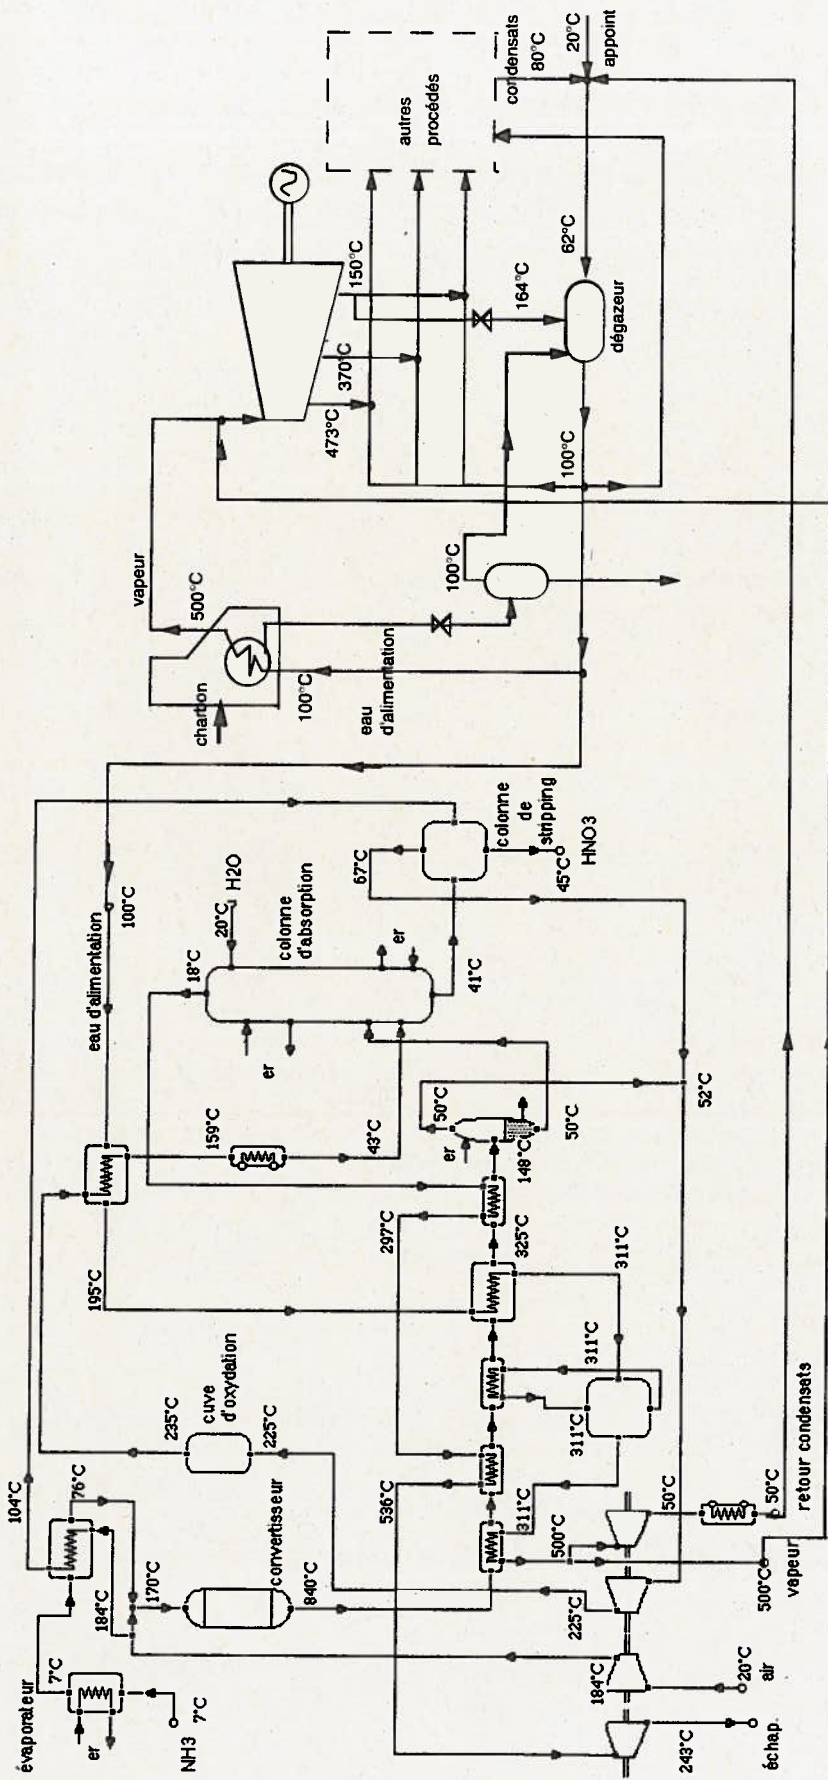 condensats
80°C
20°C
appoint
autres
procédés
150°C
62°C
164°C
dégazeur
370°C
473°C
100°C
vapeur
500°C
100°C
charbon
100°C
eau
d'alimentation
colonne
de
stripping
67°C
45°C
HNO3
100°C
20°C
H2O
colonne
d'absorption
er
18°C
41°C
er
eau d'alimentation
50°C
52°C
50°C
er
148°C
159°C
43°C
297°C
325°C
311°C
195°C
311°C
311°C
cuve
d'oxydation
235°C
225°C
536°C
311°C
retour condensats
50°C
50°C
104°C
76°C
convertisseur
500°C
500°C
vapeur
170°C
840°C
184°C
225°C
7°C
évaporateur
er
NH3
7°C
184°C
20°C
air
243°C
échap.